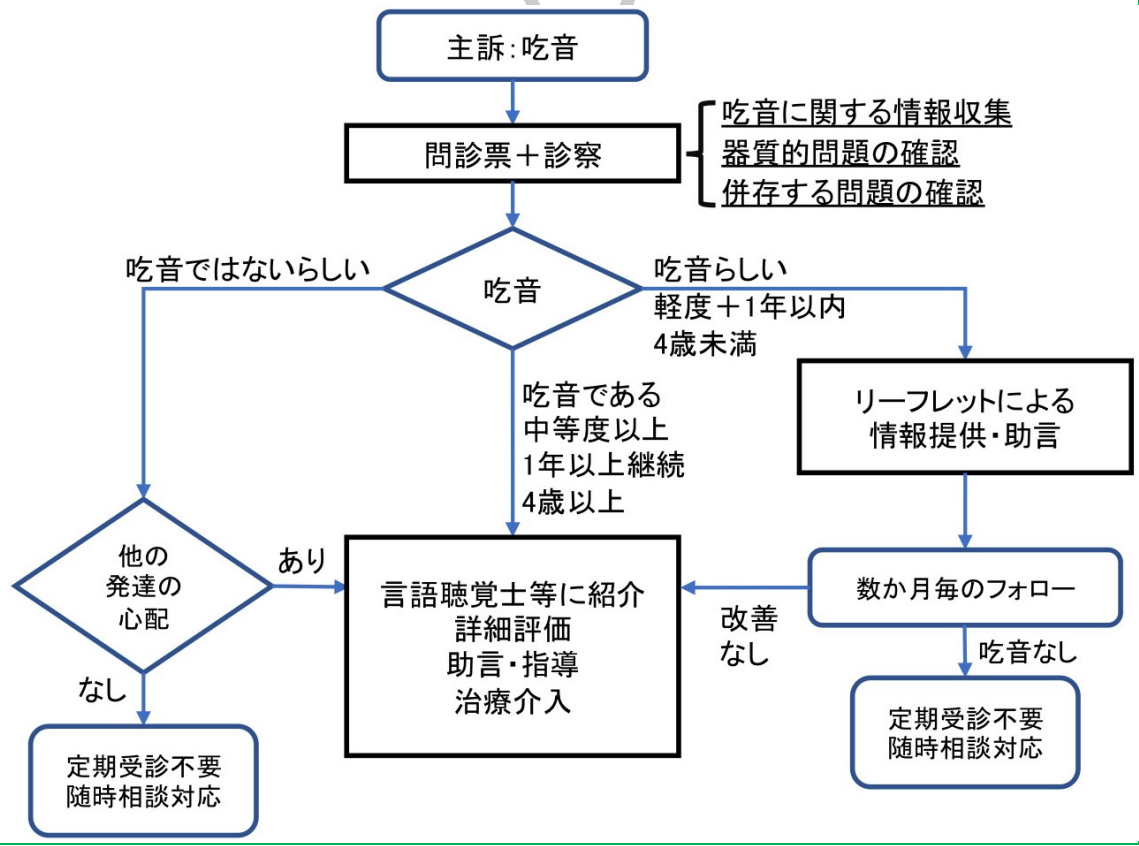 主訴：吃音
問診票＋診察
吃音に関する情報収集
器質的問題の確認
併存する問題の確認
吃音ではないらしい
吃音
吃音らしい
軽度＋1年以内
4歳未満
吃音である
中等度以上
1年以上継続
4歳以上
リーフレットによる
情報提供・助言
他の
発達の
心配
あり
言語聴覚士等に紹介
詳細評価
助言・指導
治療介入
改善
なし
数か月毎のフォロー
吃音なし
なし
定期受診不要
随時相談対応
定期受診不要
随時相談対応